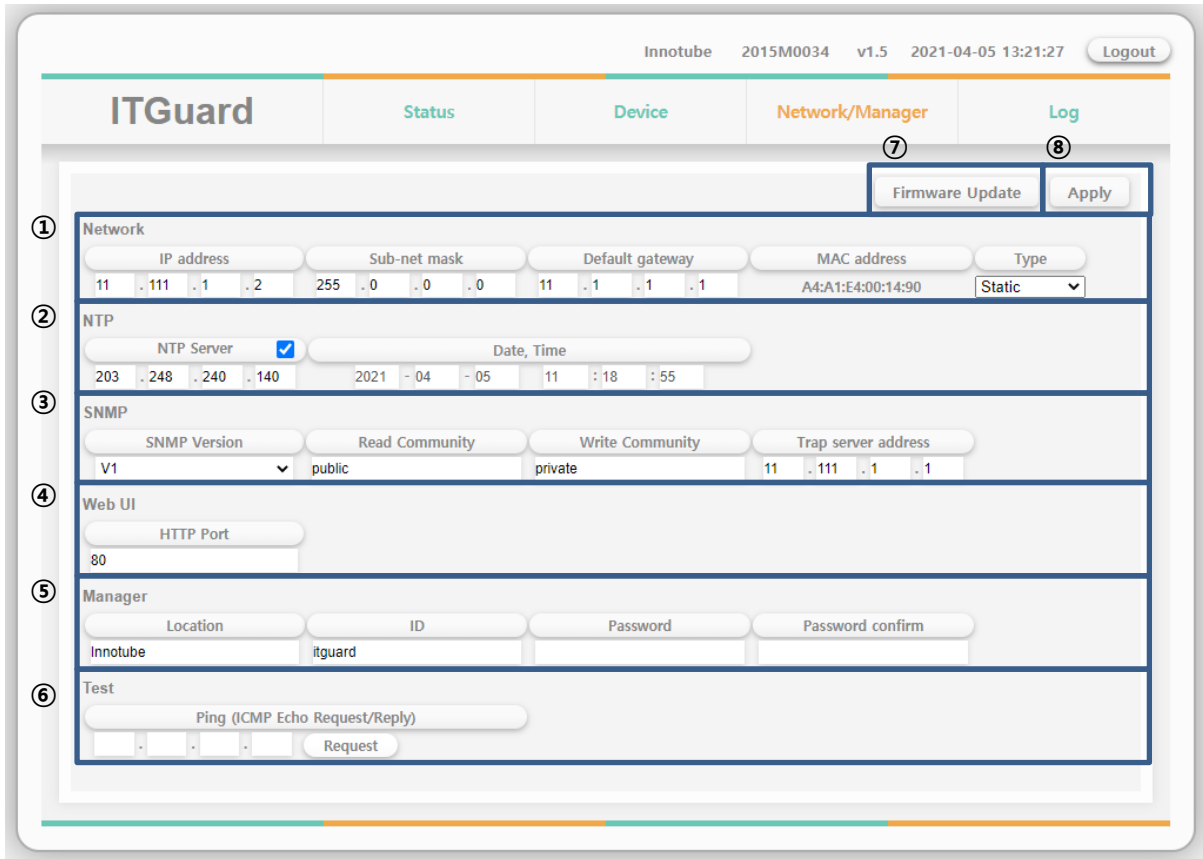 Innotube 2015M0034 v1.5 2021-04-05 13:21:27 Logout
ITGuard Status Device Network/Manager Log
⑦ ⑧
Firmware Update Apply
①
Network
IP address Sub-net mask Default gateway MAC address Type
11 . 111 . 1 . 2 255 . 0 . 0 . 0 11 . 1 . 1 . 1 A4:A1:E4:00:14:90 Static
②
NTP
NTP Server Date, Time
203 . 248 . 240 . 140 2021 - 04 - 05 11 : 18 : 55
③
SNMP
SNMP Version Read Community Write Community Trap server address
V1 public private 11 . 111 . 1 . 1
④
Web UI
HTTP Port
80
⑤
Manager
Location ID Password Password confirm
Innotube itguard
⑥
Test
Ping (ICMP Echo Request/Reply)
. . . Request